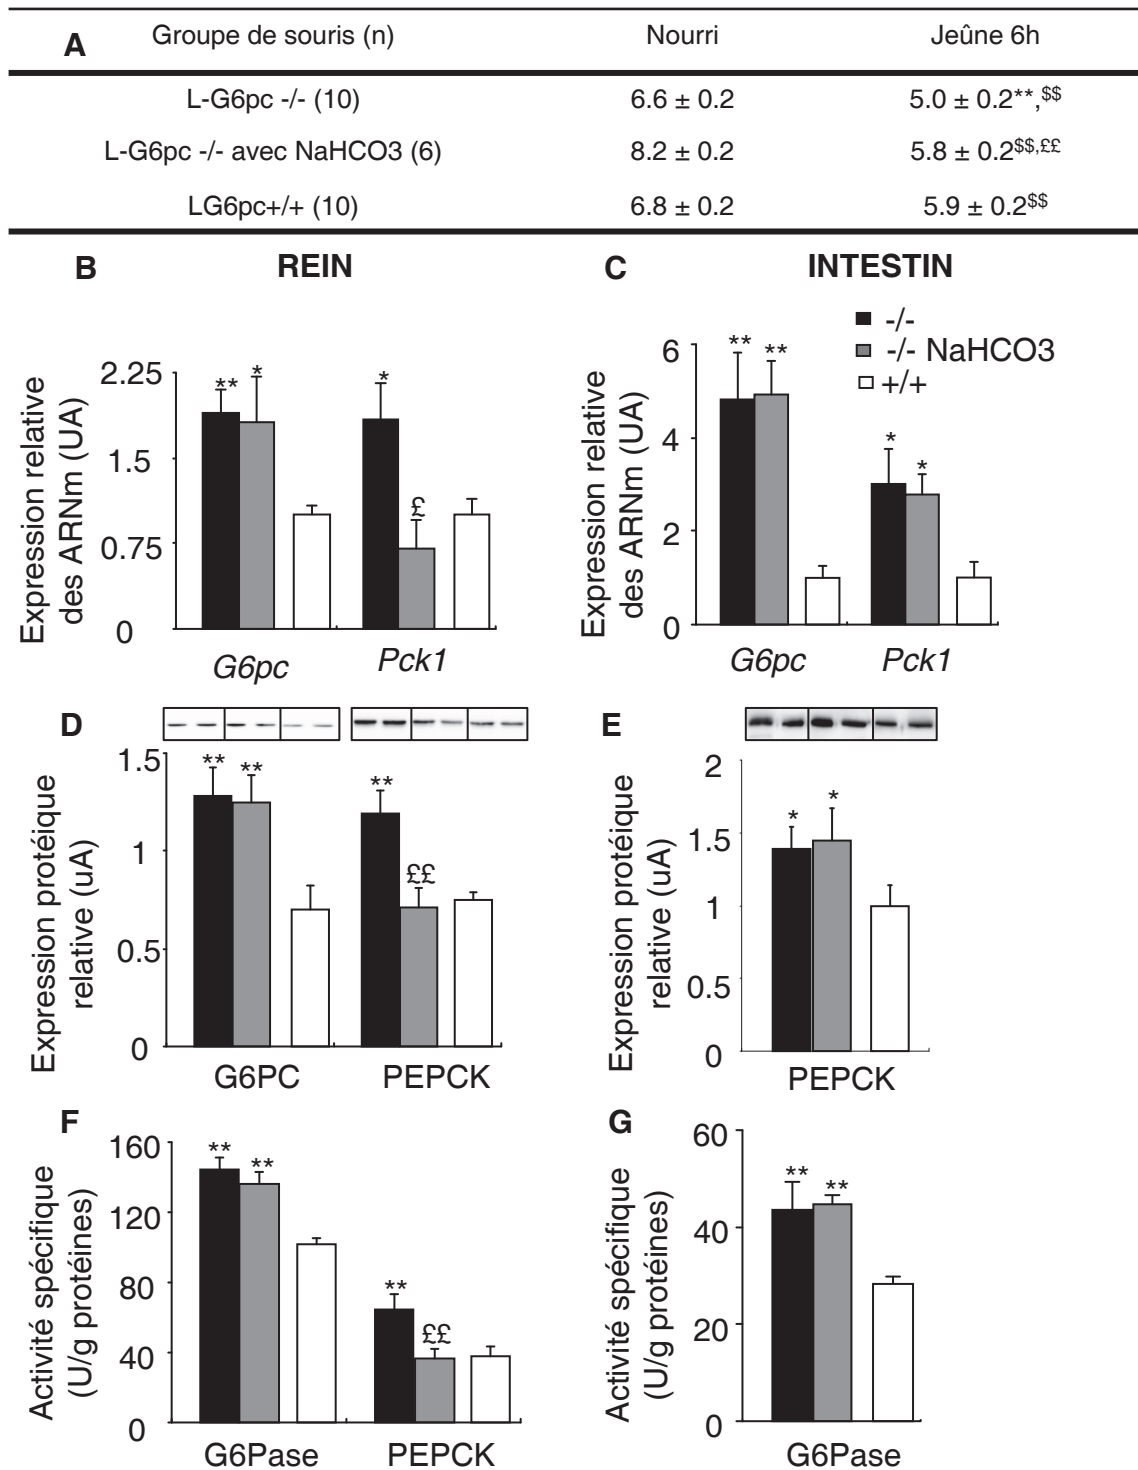 A Groupe de souris (n) Nourri Jeûne 6h
L-G6pc -/- (10) 6.6 ± 0.2 5.0 ± 0.2**,$$
L-G6pc -/- avec NaHCO3 (6) 8.2 ± 0.2 5.8 ± 0.2$$,££
LG6pc+/+ (10) 6.8 ± 0.2 5.9 ± 0.2$$
B REIN
Expression relative
des ARNm (UA)
2.25
1.5
0.75
0
** *
* £
G6pc Pck1
C INTESTIN
-/-
-/- NaHCO3
+/+
Expression relative
des ARNm (UA)
6
4
2
0
** **
* *
G6pc Pck1
D
Expression protéique
relative (uA)
1.5
1
0.5
0
** **
** ££
G6PC PEPCK
E
Expression protéique
relative (uA)
2
1.5
1
0.5
0
* *
PEPCK
F
Activité spécifique
(U/g protéines)
160
120
80
40
0
** **
** ££
G6Pase PEPCK
G
Activité spécifique
(U/g protéines)
60
40
20
0
** **
G6Pase